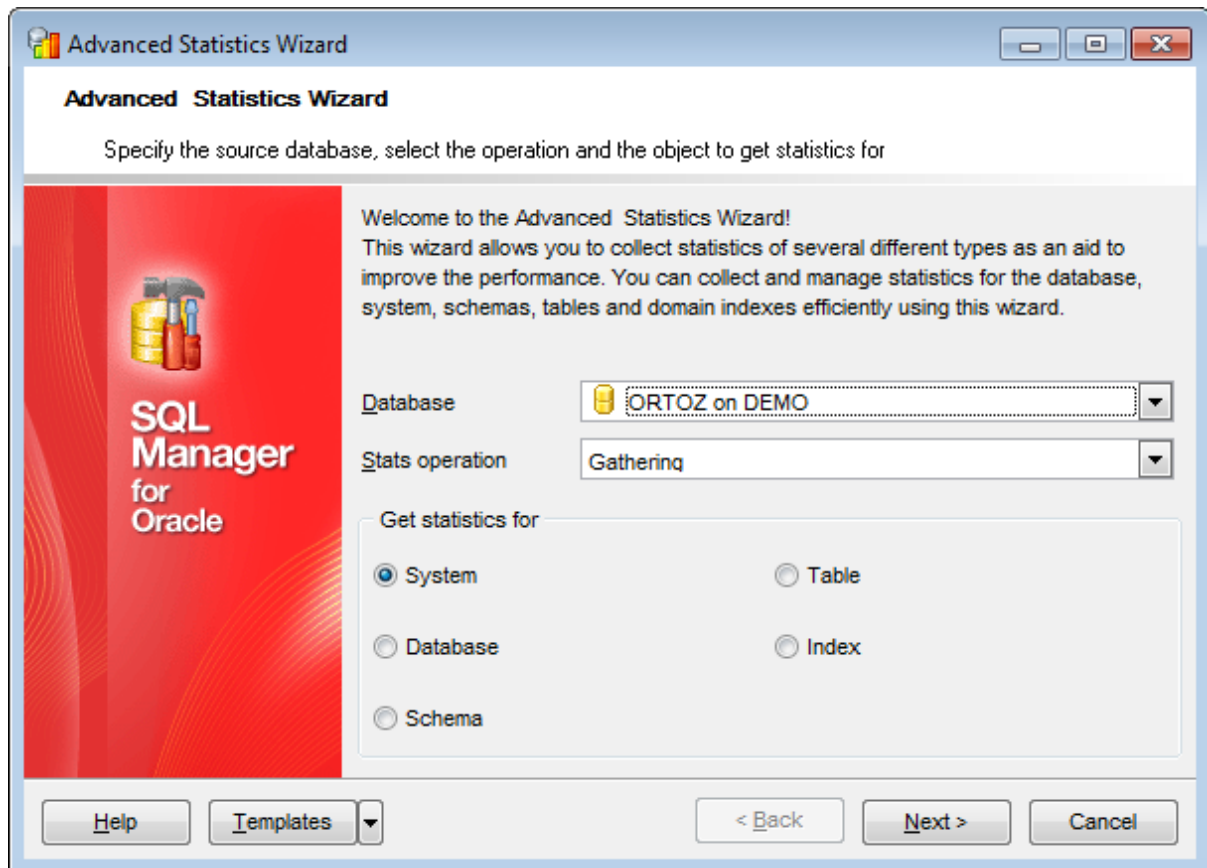 Advanced Statistics Wizard
Advanced Statistics Wizard
Specify the source database, select the operation and the object to get statistics for
Welcome to the Advanced Statistics Wizard!
This wizard allows you to collect statistics of several different types as an aid to
improve the performance. You can collect and manage statistics for the database,
system, schemas, tables and domain indexes efficiently using this wizard.
SQL
Manager
for
Oracle
Database
ORTOZ on DEMO
Stats operation
Gathering
Get statistics for
System
Table
Database
Index
Schema
Help
Templates
< Back
Next >
Cancel